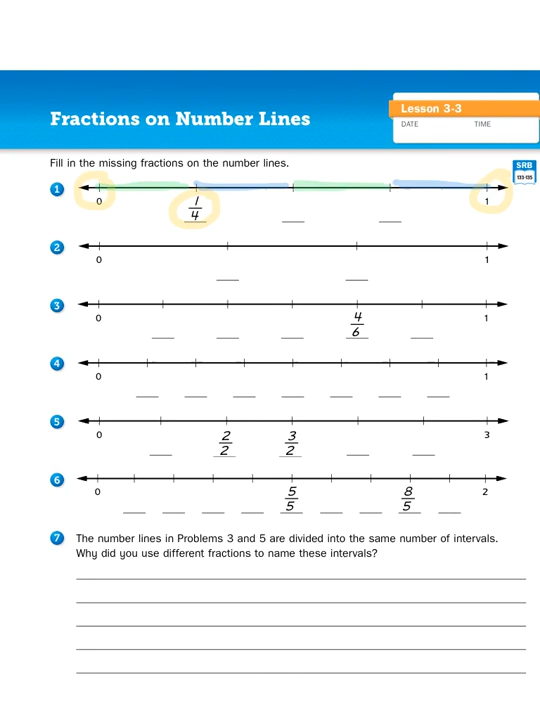 Fractions on Number Lines
Lesson 3-3
DATE TIME
Fill in the missing fractions on the number lines.
SRB
133-135
1
0 1/4 1
2
0 1
3
0 4/6 1
4
0 1
5
0 2/2 3/2 3
6
0 5/5 8/5 2
7 The number lines in Problems 3 and 5 are divided into the same number of intervals.
Why did you use different fractions to name these intervals?